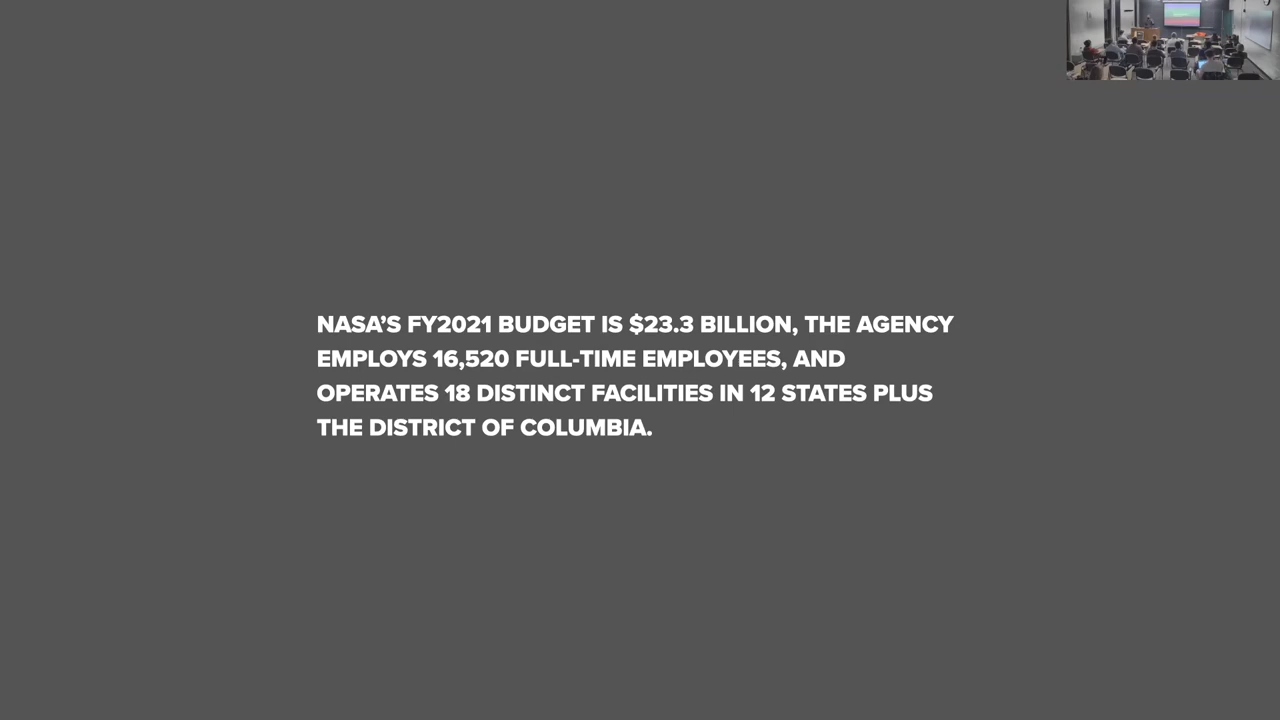 NASA’S FY2021 BUDGET IS $23.3 BILLION, THE AGENCY
EMPLOYS 16,520 FULL-TIME EMPLOYEES, AND
OPERATES 18 DISTINCT FACILITIES IN 12 STATES PLUS
THE DISTRICT OF COLUMBIA.